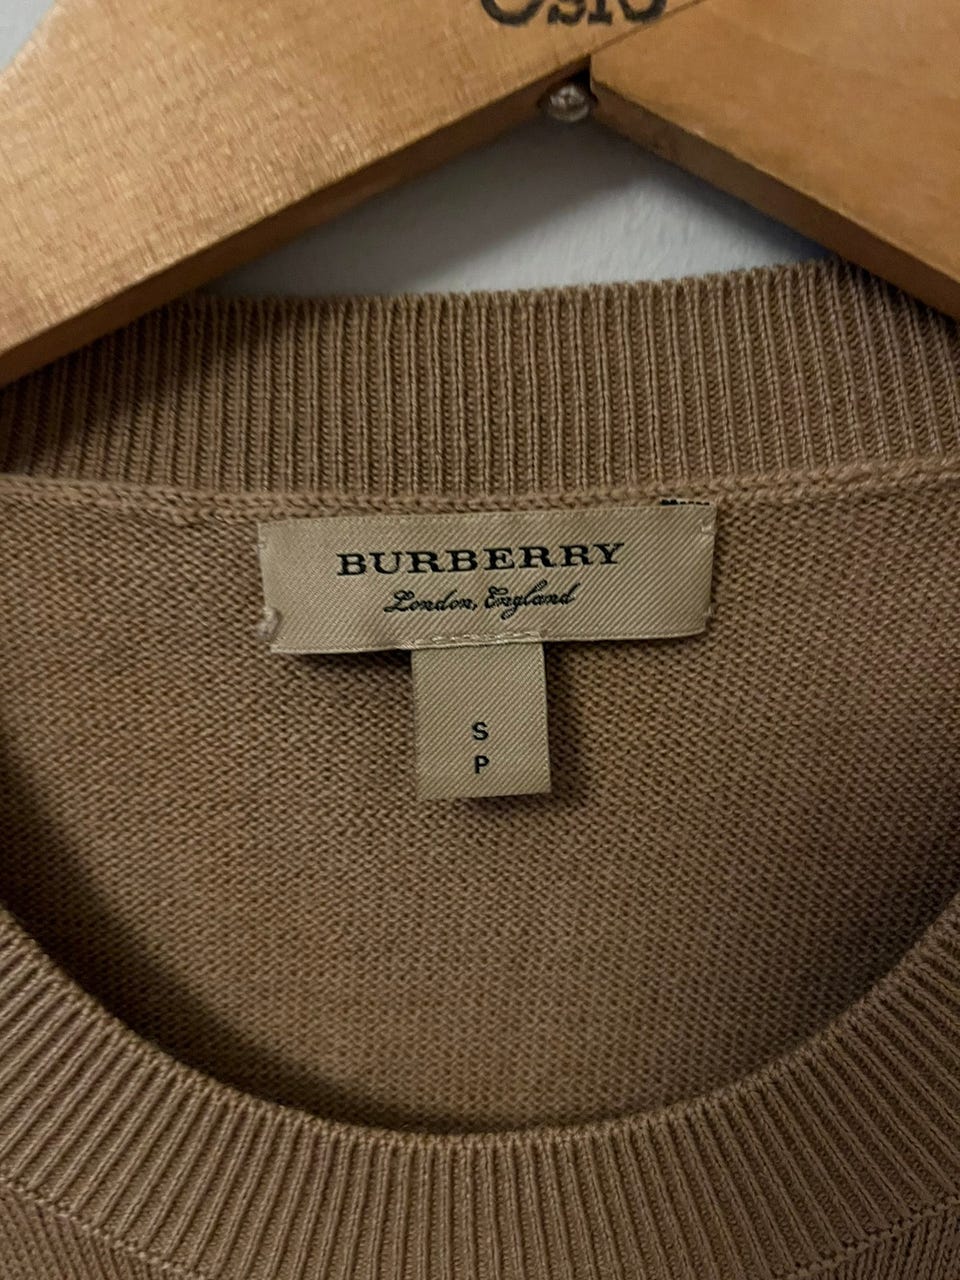 BURBERRY
London, England
S
P